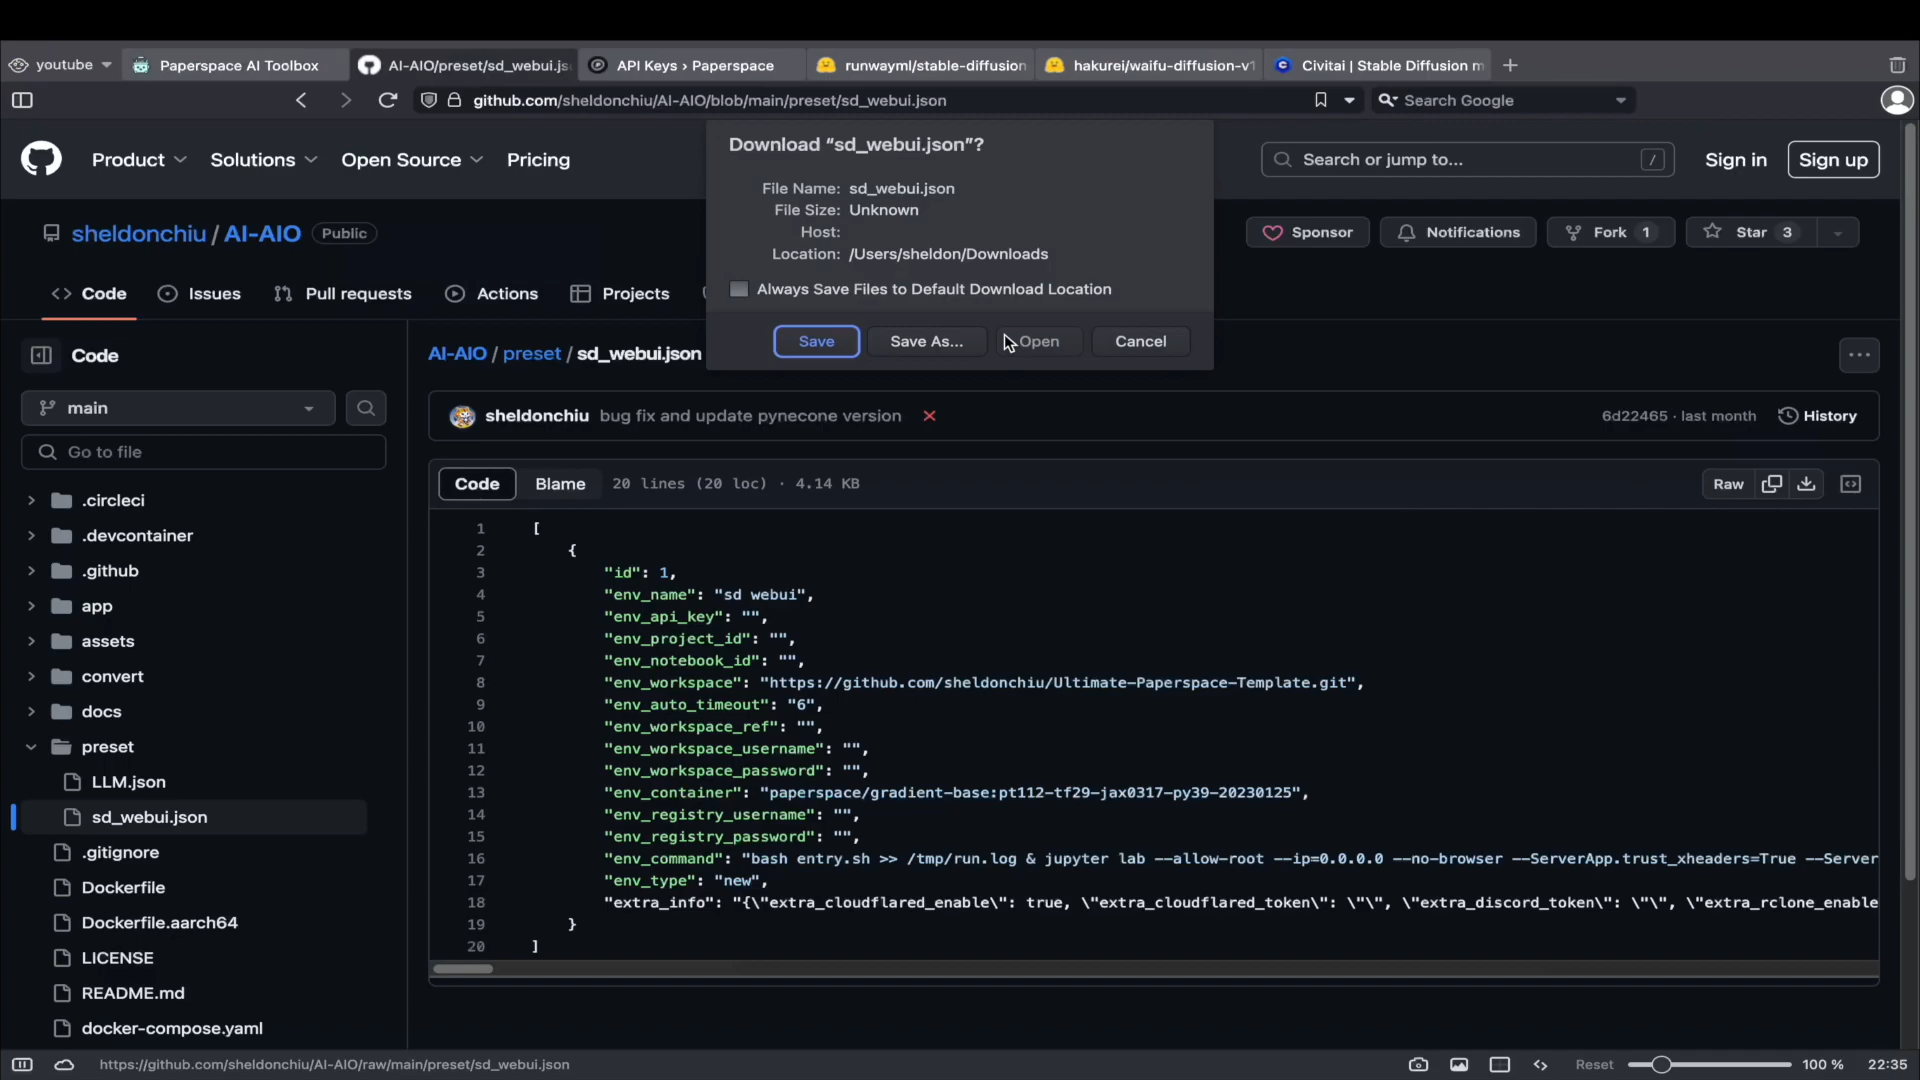 youtube
Paperspace AI Toolbox
AI-AIO/preset/sd_webui.js
API Keys › Paperspace
runwayml/stable-diffusion
hakurei/waifu-diffusion-v1
Civitai | Stable Diffusion m
github.com/sheldonchiu/AI-AIO/blob/main/preset/sd_webui.json
Search Google
Product
Solutions
Open Source
Pricing
Search or jump to...
/
Sign in
Sign up
Download "sd_webui.json"?
File Name: sd_webui.json
File Size: Unknown
Host:
Location: /Users/sheldon/Downloads
Always Save Files to Default Download Location
Save
Save As...
Open
Cancel
sheldonchiu / AI-AIO Public
Sponsor
Notifications
Fork 1
Star 3
Code
Issues
Pull requests
Actions
Projects
Code
main
Go to file
.circleci
.devcontainer
.github
app
assets
convert
docs
preset
LLM.json
sd_webui.json
.gitignore
Dockerfile
Dockerfile.aarch64
LICENSE
README.md
docker-compose.yaml
AI-AIO / preset / sd_webui.json
sheldonchiu bug fix and update pynecone version
6d22465 · last month
History
Code
Blame
20 lines (20 loc) · 4.14 KB
Raw
1 [
2 {
3 "id": 1,
4 "env_name": "sd webui",
5 "env_api_key": "",
6 "env_project_id": "",
7 "env_notebook_id": "",
8 "env_workspace": "https://github.com/sheldonchiu/Ultimate-Paperspace-Template.git",
9 "env_auto_timeout": "6",
10 "env_workspace_ref": "",
11 "env_workspace_username": "",
12 "env_workspace_password": "",
13 "env_container": "paperspace/gradient-base:pt112-tf29-jax0317-py39-20230125",
14 "env_registry_username": "",
15 "env_registry_password": "",
16 "env_command": "bash entry.sh >> /tmp/run.log & jupyter lab --allow-root --ip=0.0.0.0 --no-browser --ServerApp.trust_xheaders=True --Server
17 "env_type": "new",
18 "extra_info": "{\"extra_cloudflared_enable\": true, \"extra_cloudflared_token\": \"\", \"extra_discord_token\": \"\", \"extra_rclone_enable
19 }
20 ]
https://github.com/sheldonchiu/AI-AIO/raw/main/preset/sd_webui.json
Reset
100 %
22:35